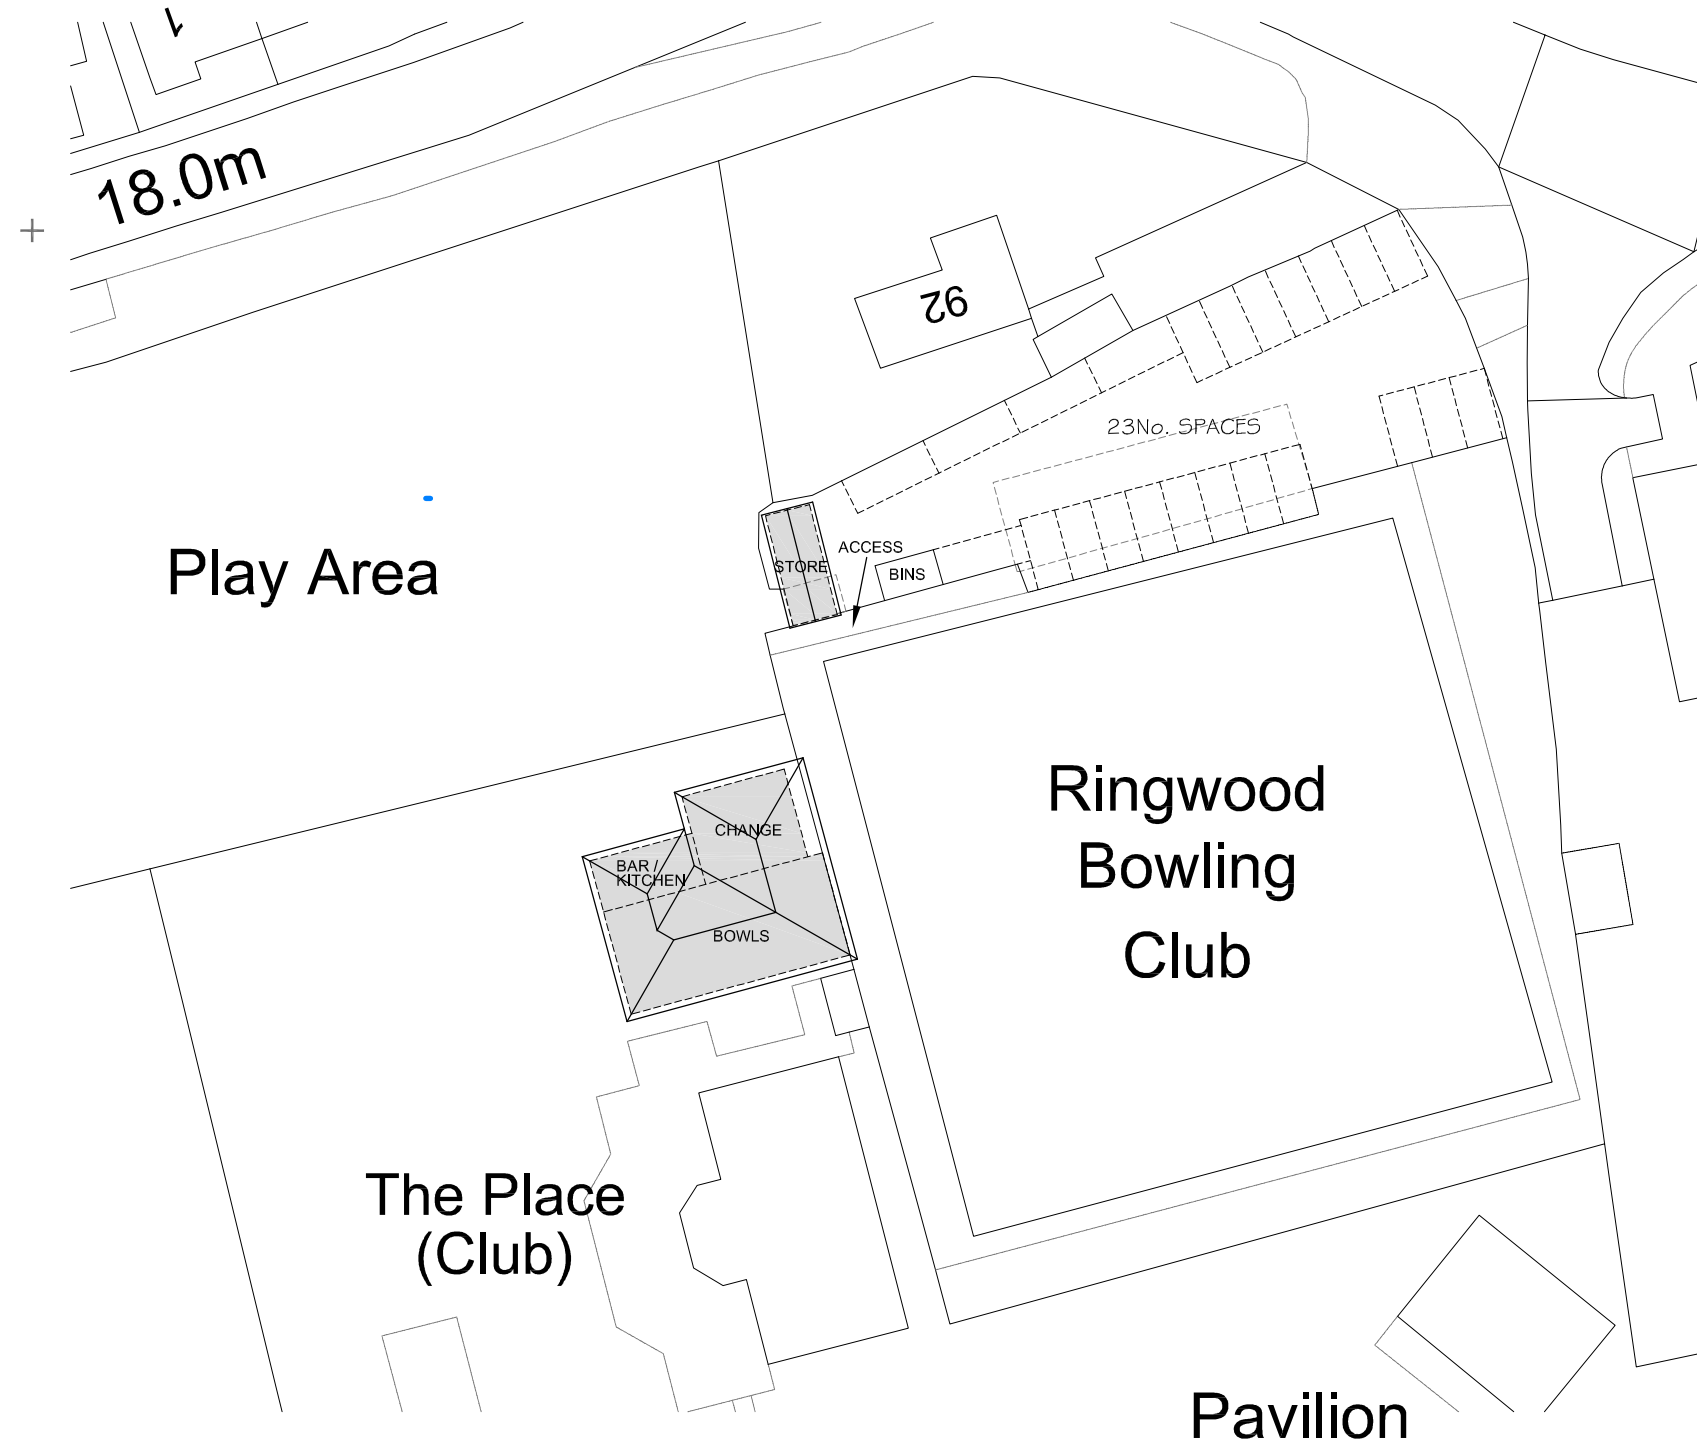 1
18.0m
92
23No. SPACES
Play Area
STORE
ACCESS
BINS
Ringwood
Bowling
Club
CHANGE
BAR /
KITCHEN
BOWLS
The Place
(Club)
Pavilion